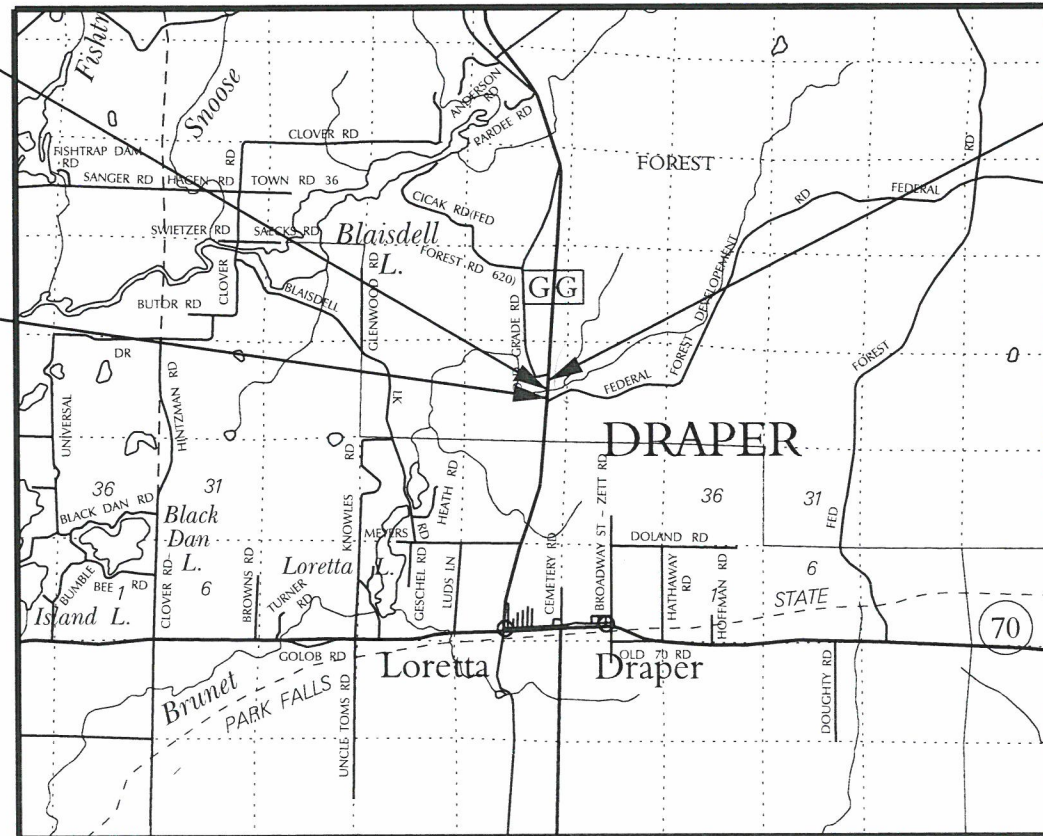 Fishtr
Snoose
ANDERSON RD
PARDEE RD
CLOVER RD
FISHTRAP DAM RD
RD
SANGER RD
HAGEN RD
TOWN RD 36
FOREST
RD
FEDERAL
RD
CICAK RD(FED
FOREST RD 620)
SWIETZER RD
SAECKS RD
Blaisdell
L.
CLOVER
BLAISDELL
LK
RD
GLENWOOD RD
GG
GRADE RD
FOREST DEVELOPEMENT
BUTOR RD
DR
UNIVERSAL
HINTZMAN RD
FEDERAL
FOREST
FED
DRAPER
36
31
36
31
BLACK DAN RD
Black
Dan
L.
KNOWLES
RD
HEATH RD
MEYERS
BROADWAY ST - ZETT RD
DOLAND RD
BUMBLE
BEE
RD
1
6
Island L.
CLOVER RD
BROWNS RD
TURNER RD
Loretta L.
GESCHEL RD
LUDS LN
CEMETERY RD
HATHAWAY RD
1
HOFFMAN RD
6
STATE
70
GOLOB RD
Loretta
Draper
OLD 70 RD
Brunet
PARK FALLS
UNCLE TOMS RD
DOUGHTY RD